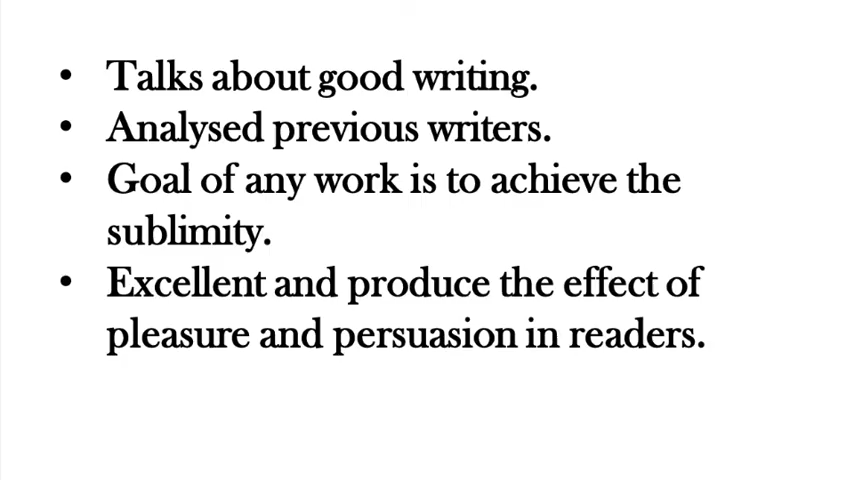 • Talks about good writing.
• Analysed previous writers.
• Goal of any work is to achieve the
sublimity.
• Excellent and produce the effect of
pleasure and persuasion in readers.